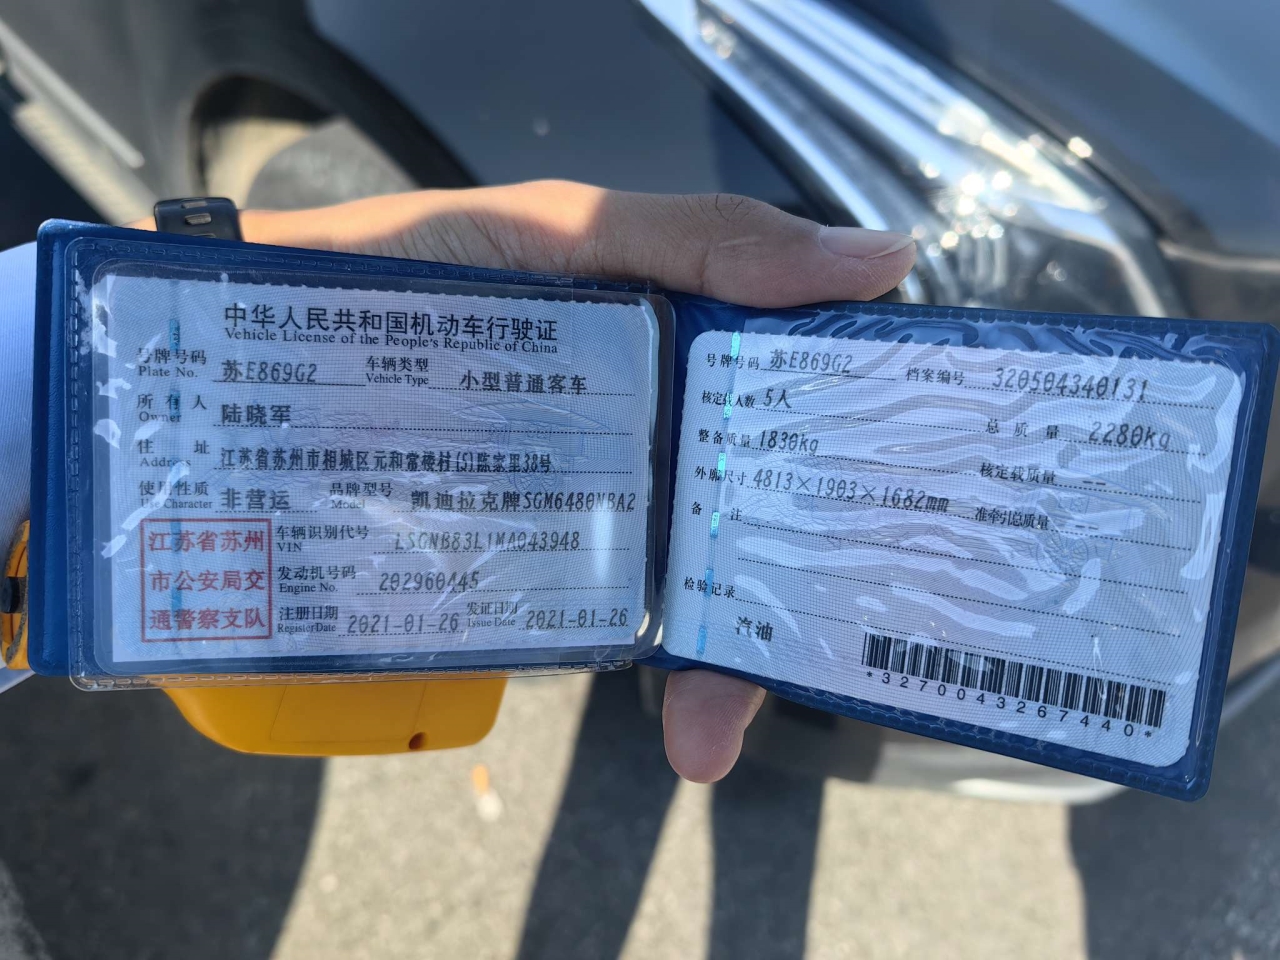 中华人民共和国机动车行驶证
Vehicle License of the People's Republic of China
号牌号码 苏E869G2 车辆类型 小型普通客车
Plate No. Vehicle Type
所有人 陆晓军
Owner
住址 江苏省苏州市相城区元和常楼村(5)陈家里38号
Address
使用性质 非营运 品牌型号 凯迪拉克牌SGM6480NBA2
Use Character Model
江苏省苏州
市公安局交
通警察支队
车辆识别代号 LSGNB83L1MA043948
VIN
发动机号码 202960445
Engine No.
注册日期 2021-01-26 发证日期 2021-01-26
Register Date Issue Date
号牌号码 苏E869G2 档案编号 320504340131
核定载人数 5人 总质量 2280kg
整备质量 1830kg 核定载质量 --
外廓尺寸 4813×1903×1682mm 准牵引总质量 --
备注
检验记录
汽油
*3270043267440*